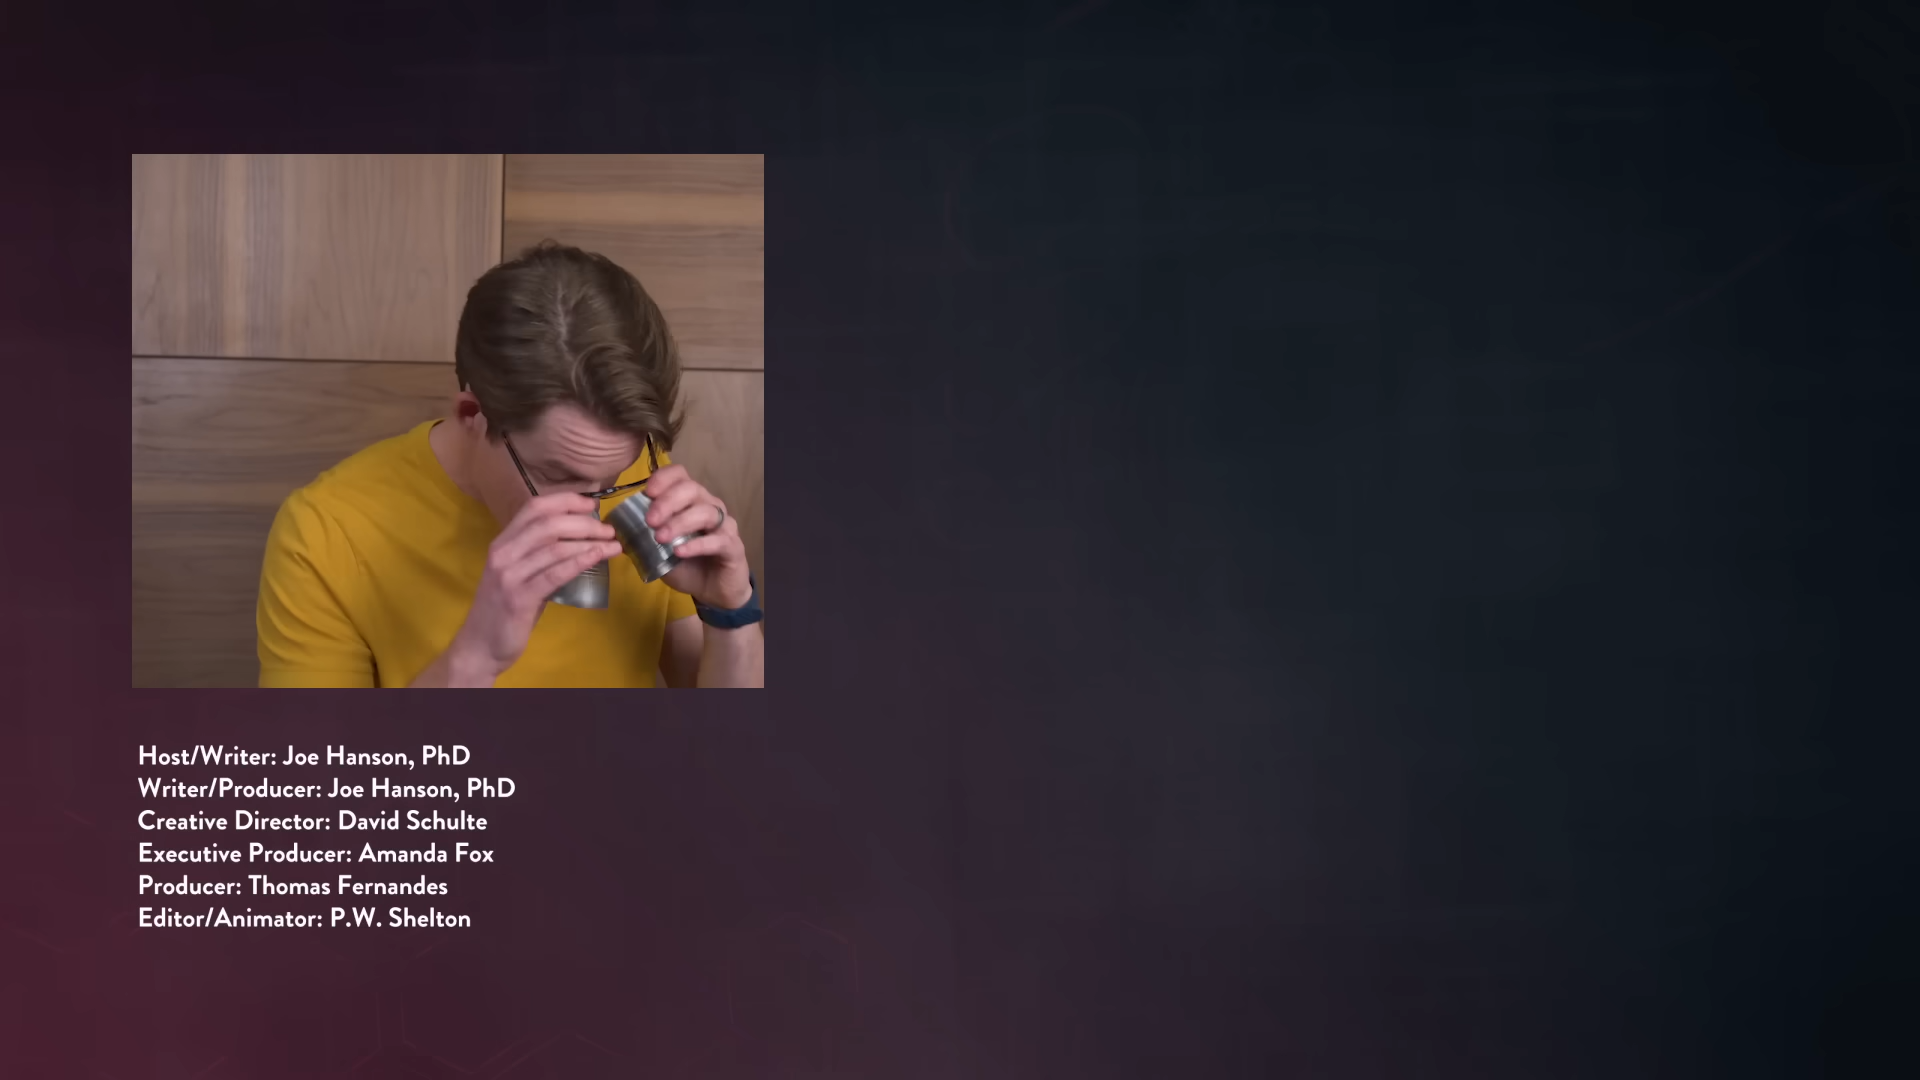 Host/Writer: Joe Hanson, PhD
Writer/Producer: Joe Hanson, PhD
Creative Director: David Schulte
Executive Producer: Amanda Fox
Producer: Thomas Fernandes
Editor/Animator: P.W. Shelton